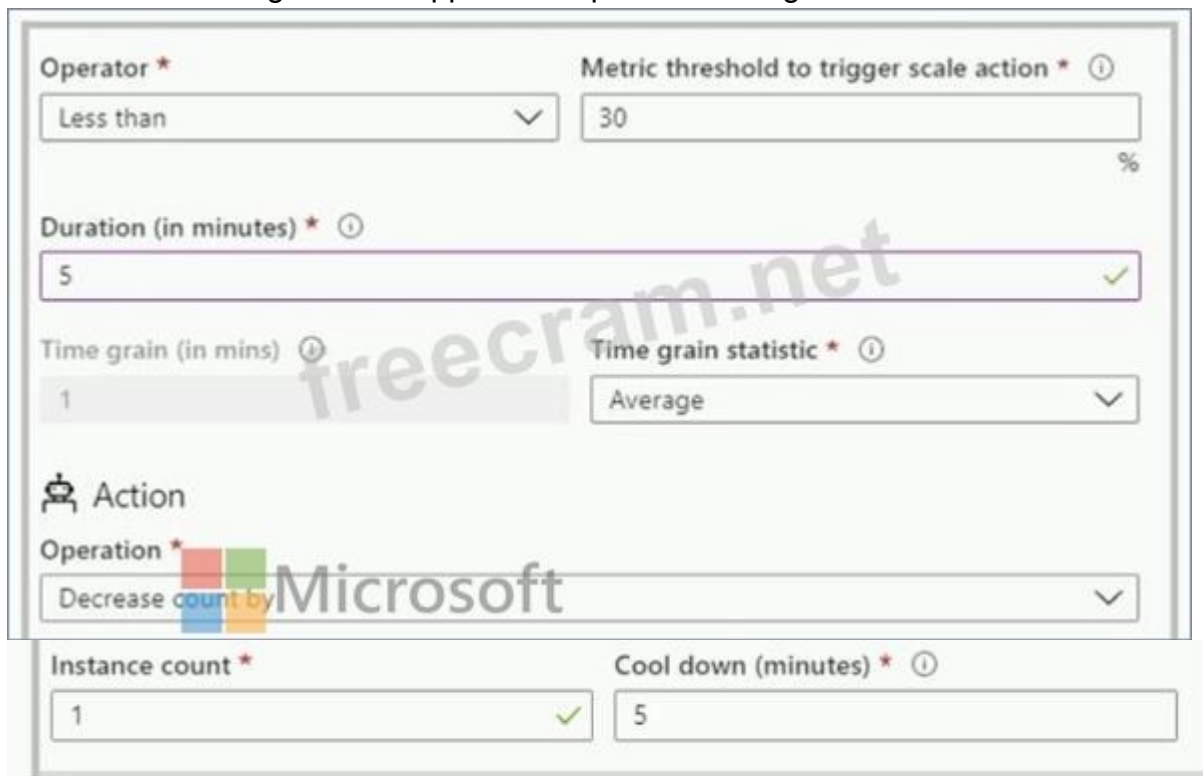 Operator *
Metric threshold to trigger scale action *
Less than
30
%
Duration (in minutes) *
5
freecram.net
Time grain (in mins)
Time grain statistic *
1
Average
Action
Operation *
Decrease count by
Microsoft
Instance count *
Cool down (minutes) *
1
5